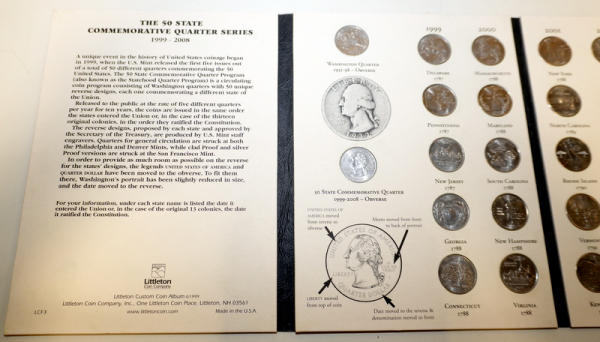 THE 50 STATE
COMMEMORATIVE QUARTER SERIES
1999 - 2008
A unique event in the history of United States coinage began
in 1999, when the U.S. Mint released the first five issues out
of a total of 50 different quarters commemorating the 50
United States. The 50 State Commemorative Quarter Program
(also known as the Statehood Quarter Program) is a circulating
coin program consisting of Washington quarters with 50 unique
reverse designs, each one commemorating a different state of
the Union.
Released to the public at the rate of five different quarters
per year for ten years, the coins are issued in the same order
the states entered the Union or, in the case of the thirteen
original colonies, in the order they ratified the Constitution.
The reverse designs, proposed by each state and approved by
the Secretary of the Treasury, are produced by U.S. Mint staff
engravers. Quarters for general circulation are struck at both
the Philadelphia and Denver Mints, while clad Proof and silver
Proof versions are struck at the San Francisco Mint.
In order to provide as much room as possible on the reverse
for the states' designs, the legends UNITED STATES OF AMERICA and
QUARTER DOLLAR have been moved to the obverse. To fit them
there, Washington's portrait has been slightly reduced in size,
and the date moved to the reverse.
For your information, under each state name is listed the date it
entered the Union or, in the case of the original 13 colonies, the date
it ratified the Constitution.
Littleton
Coin Company
Littleton Custom Coin Album ©1999
Littleton Coin Company, Inc., One Littleton Coin Place, Littleton, NH 03561
LCF3
www.littletoncoin.com
Made in the U.S.A.
WASHINGTON QUARTER
1932-98 – OBVERSE
LIBERTY
1932
50 STATE COMMEMORATIVE QUARTER
1999-2008 – OBVERSE
UNITED STATES OF
AMERICA moved
from reverse to
obverse
Motto moved from front
to back of portrait
UNITED STATES OF AMERICA
LIBERTY
QUARTER DOLLAR
LIBERTY moved
from top of coin
Date moved to the reverse &
denomination moved to front
1999
DELAWARE
1787
PENNSYLVANIA
1787
NEW JERSEY
1787
GEORGIA
1788
CONNECTICUT
1788
2000
MASSACHUSETTS
1788
MARYLAND
1788
SOUTH CAROLINA
1788
NEW HAMPSHIRE
1788
VIRGINIA
1788
2001
NEW YORK
1788
NORTH CAROLINA
1789
RHODE ISLAND
1790
VERMONT
1791
KENTUCKY